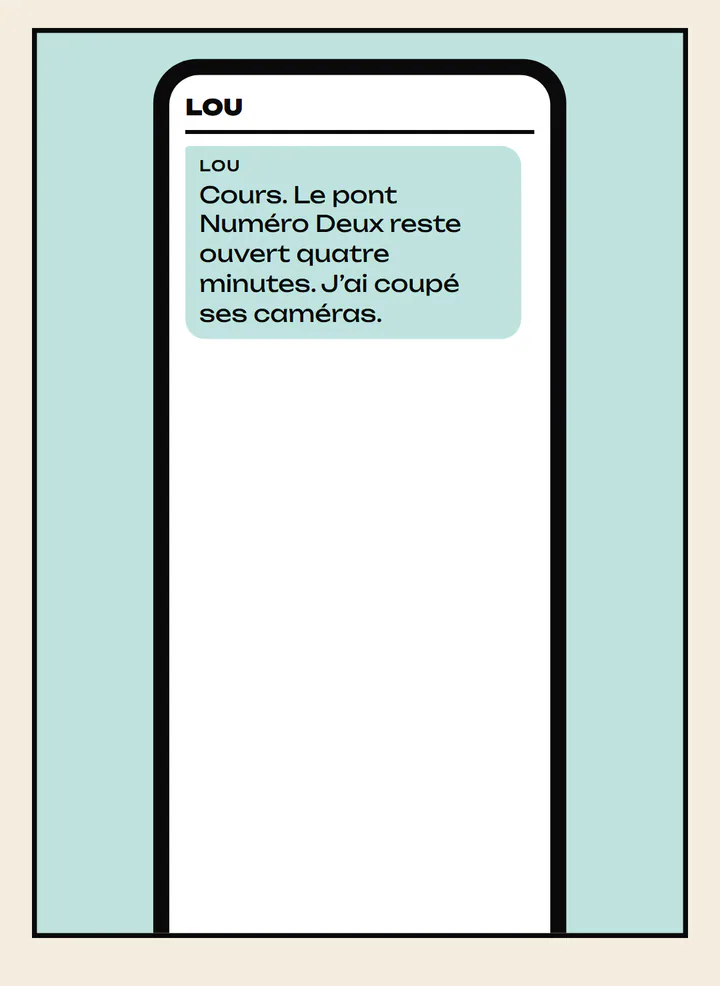 LOU
LOU
Cours. Le pont
Numéro Deux reste
ouvert quatre
minutes. J’ai coupé
ses caméras.